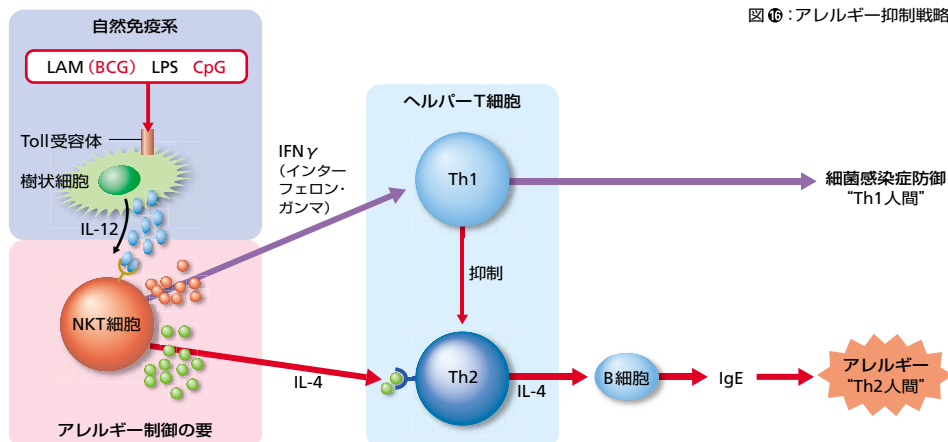 図⓰：アレルギー抑制戦略
自然免疫系
LAM（BCG） LPS CpG
Toll受容体
樹状細胞
IL-12
NKT細胞
アレルギー制御の要
IFNγ
（インター
フェロン・
ガンマ）
IL-4
ヘルパーT細胞
Th1
抑制
Th2
IL-4
B細胞
IgE
細菌感染症防御
“Th1人間”
アレルギー
“Th2人間”